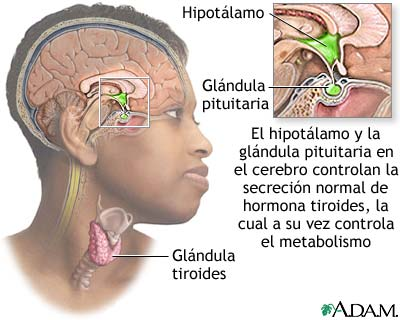 Hipotálamo
Glándula
pituitaria
El hipotálamo y la
glándula pituitaria en
el cerebro controlan la
secreción normal de
hormona tiroides, la
cual a su vez controla
el metabolismo
Glándula
tiroides
A.D.A.M.